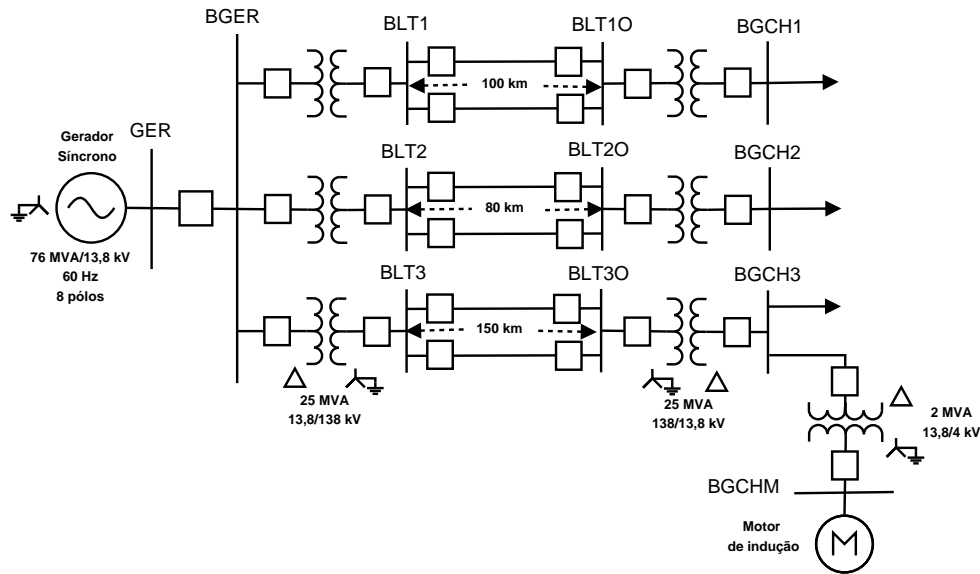 BGER
BLT1
BLT1O
BGCH1
100 km
GER
Gerador
Síncrono
76 MVA/13,8 kV
60 Hz
8 pólos
BLT2
BLT2O
BGCH2
80 km
BLT3
BLT3O
BGCH3
150 km
25 MVA
13,8/138 kV
25 MVA
138/13,8 kV
2 MVA
13,8/4 kV
BGCHM
Motor
de indução
M